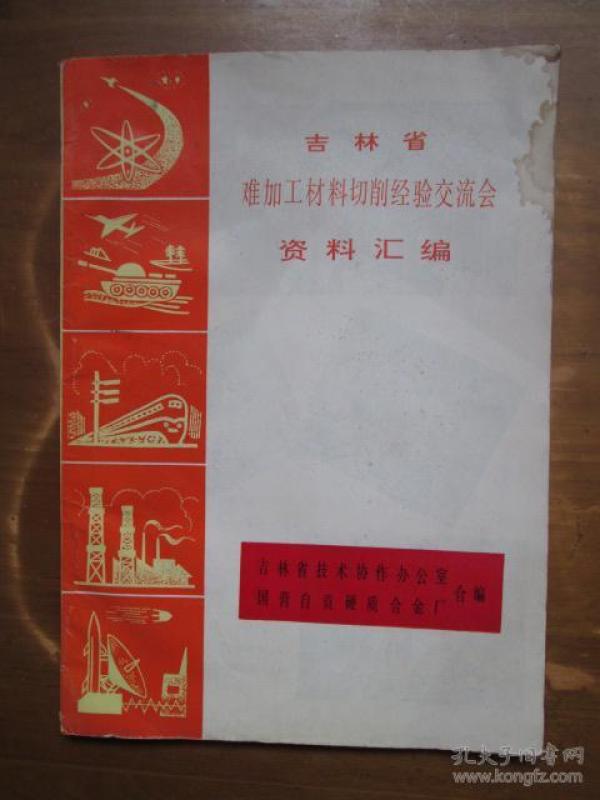 吉林省
难加工材料切削经验交流会
资料汇编
吉林省技术协作办公室
国营自贡硬质合金厂
合编
孔夫子旧书网
www.kongfz.com